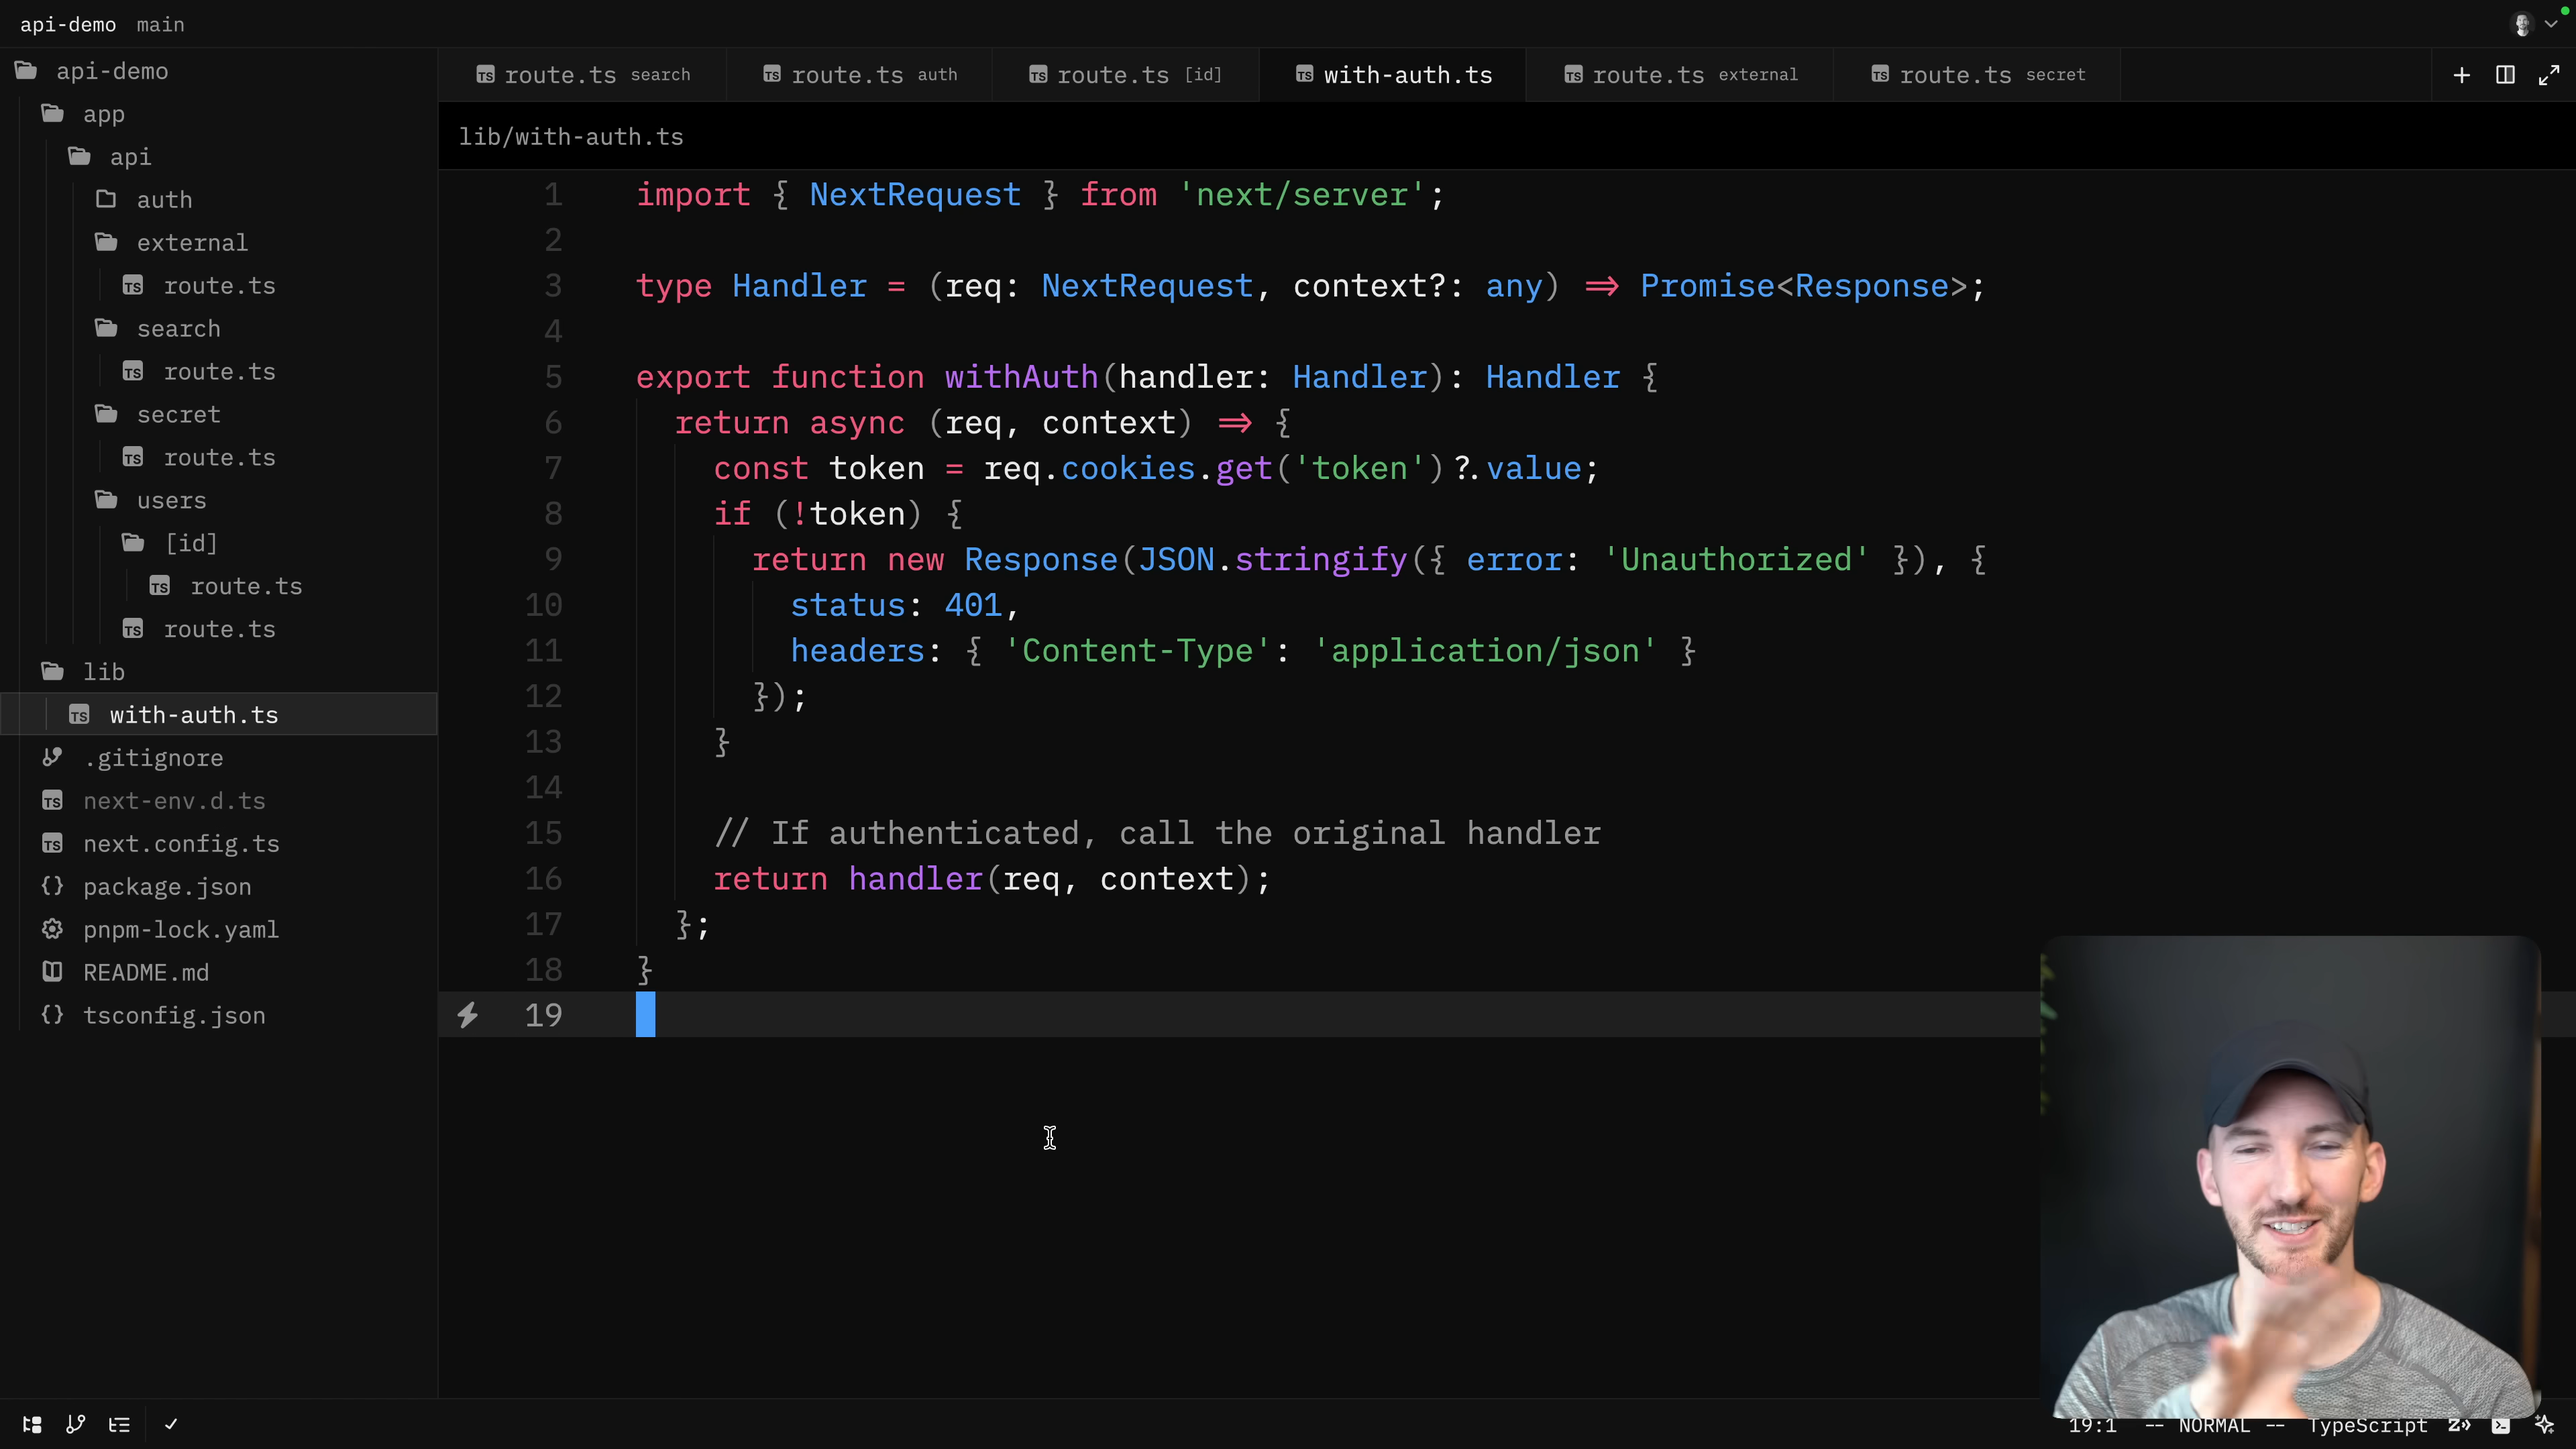 api-demo main
api-demo
app
api
auth
external
route.ts
search
route.ts
secret
route.ts
users
[id]
route.ts
route.ts
lib
with-auth.ts
.gitignore
next-env.d.ts
next.config.ts
package.json
pnpm-lock.yaml
README.md
tsconfig.json
route.ts search
route.ts auth
route.ts [id]
with-auth.ts
route.ts external
route.ts secret
lib/with-auth.ts
1 import { NextRequest } from 'next/server';
2
3 type Handler = (req: NextRequest, context?: any) => Promise<Response>;
4
5 export function withAuth(handler: Handler): Handler {
6 return async (req, context) => {
7 const token = req.cookies.get('token')?.value;
8 if (!token) {
9 return new Response(JSON.stringify({ error: 'Unauthorized' }), {
10 status: 401,
11 headers: { 'Content-Type': 'application/json' }
12 });
13 }
14
15 // If authenticated, call the original handler
16 return handler(req, context);
17 };
18 }
19
19:1 -- NORMAL -- TypeScript